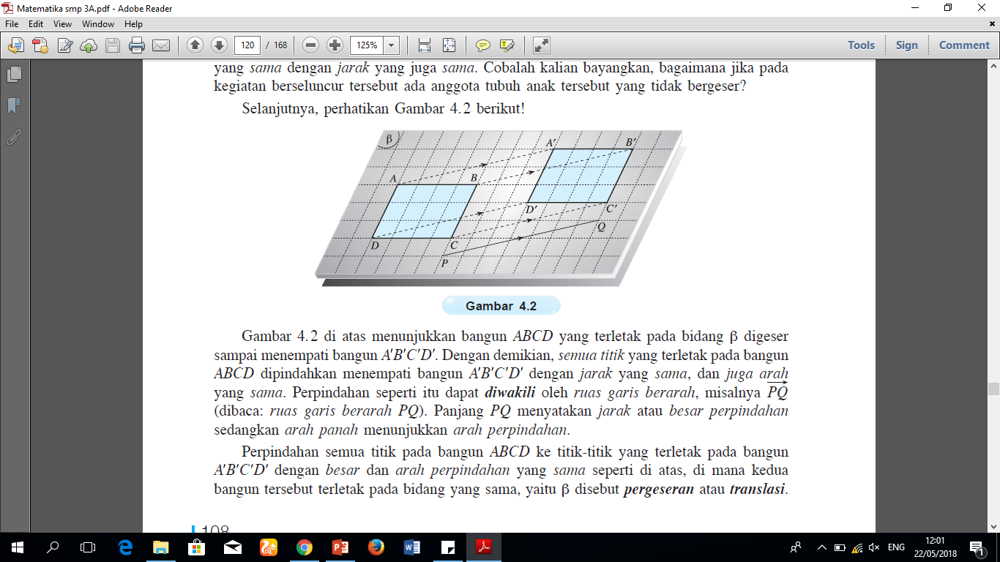 Matematika smp 3A.pdf - Adobe Reader
File Edit View Window Help
120 / 168 125% Tools Sign Comment
yang sama dengan jarak yang juga sama. Cobalah kalian bayangkan, bagaimana jika pada
kegiatan berseluncur tersebut ada anggota tubuh anak tersebut yang tidak bergeser?
Selanjutnya, perhatikan Gambar 4.2 berikut!
β
A′ B′
A B
D′ C′
Q
D C
P
Gambar 4.2
Gambar 4.2 di atas menunjukkan bangun ABCD yang terletak pada bidang β digeser
sampai menempati bangun A′B′C′D′. Dengan demikian, semua titik yang terletak pada bangun
ABCD dipindahkan menempati bangun A′B′C′D′ dengan jarak yang sama, dan juga arah
yang sama. Perpindahan seperti itu dapat diwakili oleh ruas garis berarah, misalnya PQ
(dibaca: ruas garis berarah PQ). Panjang PQ menyatakan jarak atau besar perpindahan
sedangkan arah panah menunjukkan arah perpindahan.
Perpindahan semua titik pada bangun ABCD ke titik-titik yang terletak pada bangun
A′B′C′D′ dengan besar dan arah perpindahan yang sama seperti di atas, di mana kedua
bangun tersebut terletak pada bidang yang sama, yaitu β disebut pergeseran atau translasi.
108
ENG 12:01
22/05/2018 1